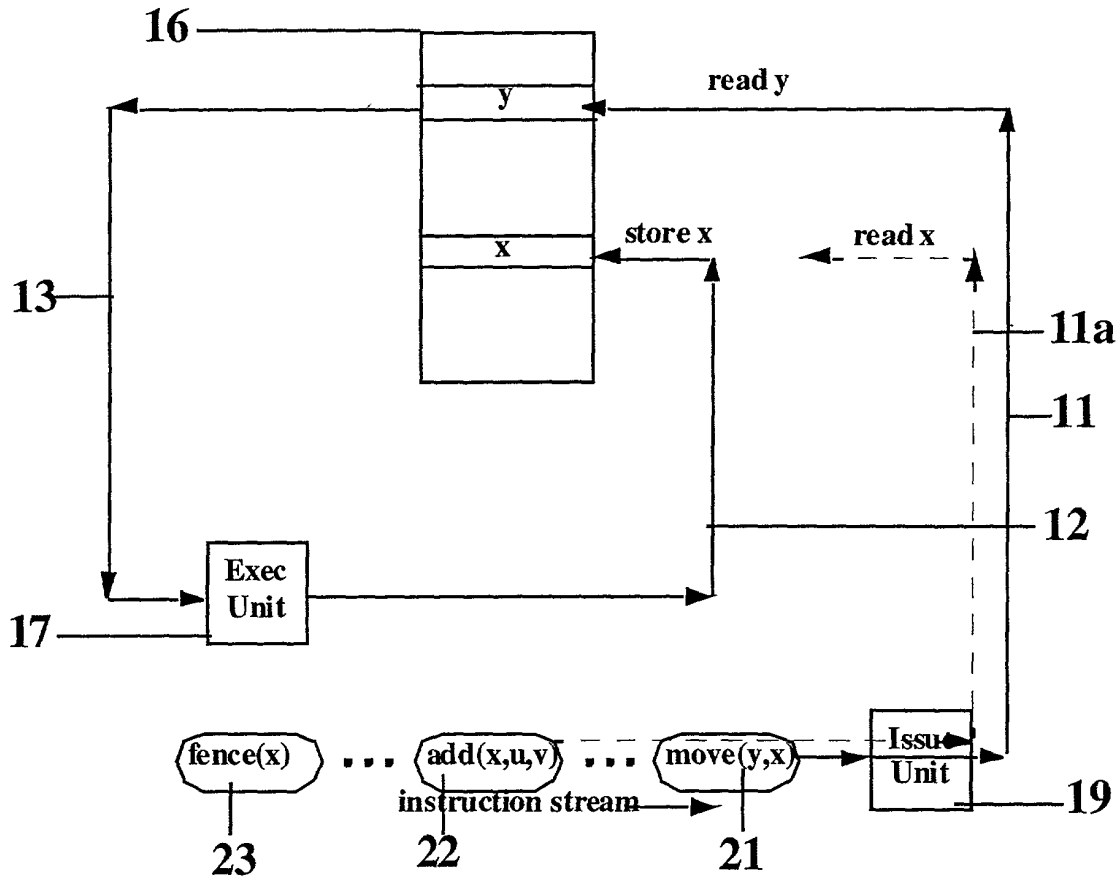 16
read y
y
store x
read x
x
13
11a
11
12
Exec
Unit
17
fence(x)
...
add(x,u,v)
...
move(y,x)
Issu
Unit
instruction stream
19
23
22
21